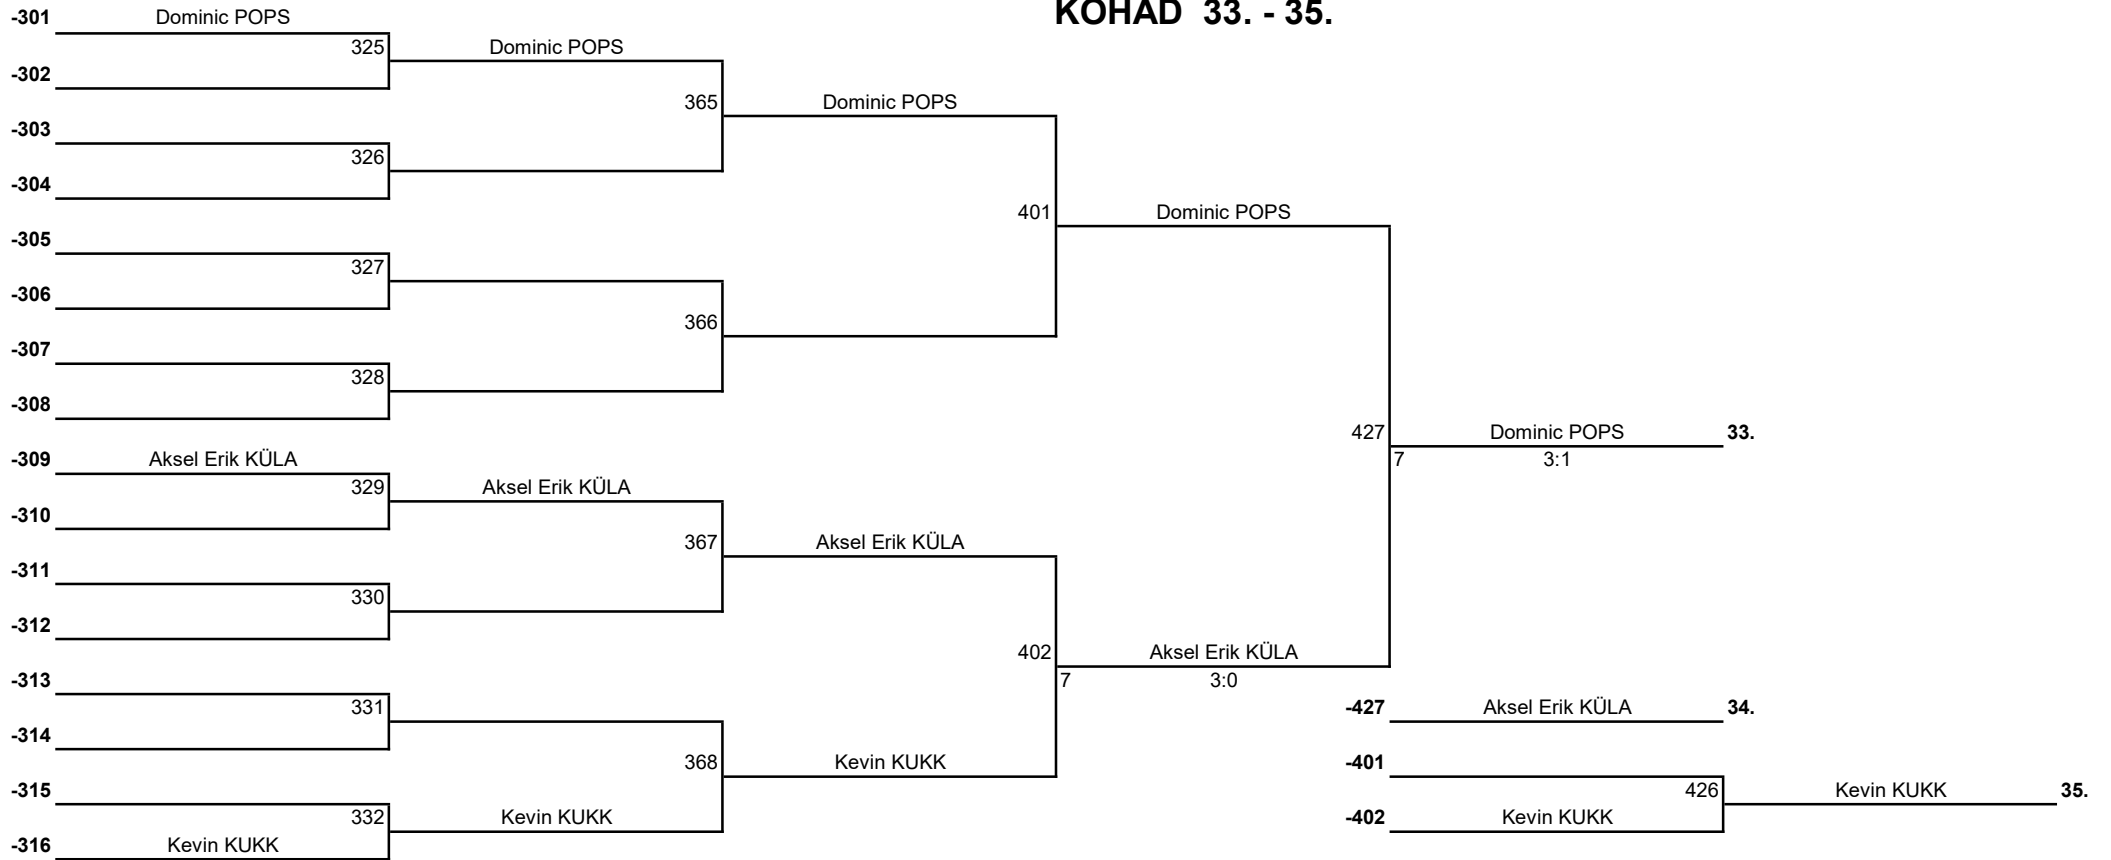 KOHAD 33. - 35.
-301 Dominic POPS
325 Dominic POPS
-302
365 Dominic POPS
-303
326
-304
401 Dominic POPS
-305
327
-306
366
-307
328
-308
427 Dominic POPS 33.
7 3:1
-309 Aksel Erik KÜLA
329 Aksel Erik KÜLA
-310
367 Aksel Erik KÜLA
-311
330
-312
402 Aksel Erik KÜLA
7 3:0
-313
331
-427 Aksel Erik KÜLA 34.
-314
368 Kevin KUKK
-401
-315
426 Kevin KUKK 35.
332 Kevin KUKK
-402 Kevin KUKK
-316 Kevin KUKK